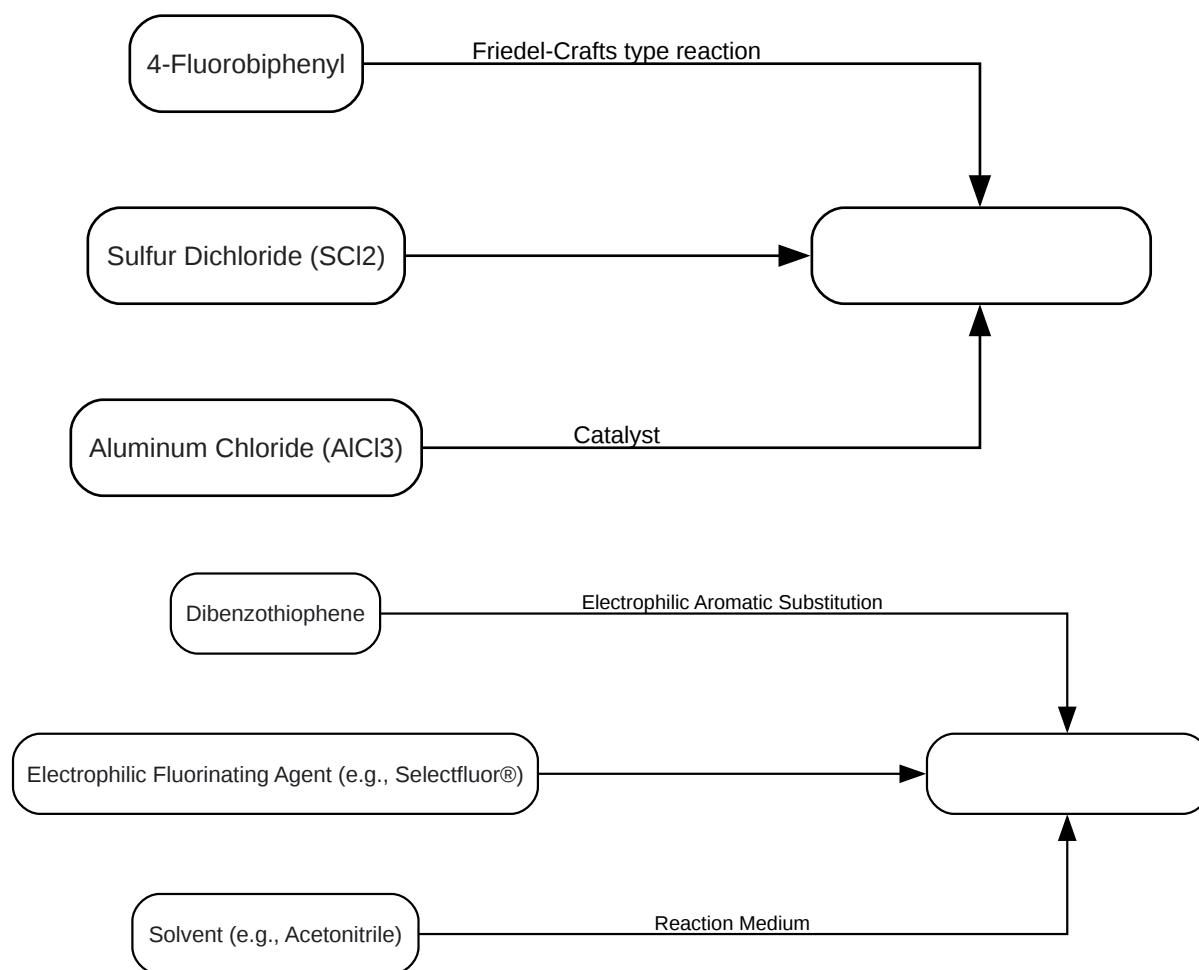 4-Fluorobiphenyl
Friedel-Crafts type reaction
Sulfur Dichloride (SCl2)
Aluminum Chloride (AlCl3)
Catalyst
Dibenzothiophene
Electrophilic Aromatic Substitution
Electrophilic Fluorinating Agent (e.g., Selectfluor®)
Solvent (e.g., Acetonitrile)
Reaction Medium